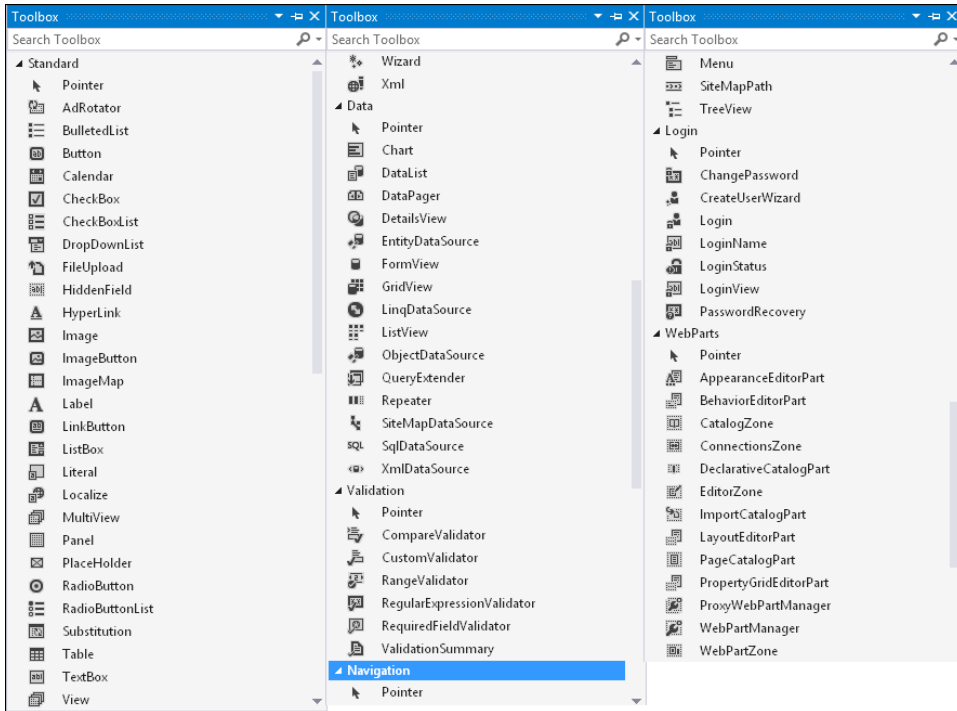 Toolbox
Search Toolbox
Standard
Pointer
AdRotator
BulletedList
Button
Calendar
CheckBox
CheckBoxList
DropDownList
FileUpload
HiddenField
HyperLink
Image
ImageButton
ImageMap
Label
LinkButton
ListBox
Literal
Localize
MultiView
Panel
PlaceHolder
RadioButton
RadioButtonList
Substitution
Table
TextBox
View
Toolbox
Search Toolbox
Wizard
Xml
Data
Pointer
Chart
DataList
DataPager
DetailsView
EntityDataSource
FormView
GridView
LinqDataSource
ListView
ObjectDataSource
QueryExtender
Repeater
SiteMapDataSource
SQL SqlDataSource
XmlDataSource
Validation
Pointer
CompareValidator
CustomValidator
RangeValidator
RegularExpressionValidator
RequiredFieldValidator
ValidationSummary
Navigation
Pointer
Toolbox
Search Toolbox
Menu
SiteMapPath
TreeView
Login
Pointer
ChangePassword
CreateUserWizard
Login
LoginName
LoginStatus
LoginView
PasswordRecovery
WebParts
Pointer
AppearanceEditorPart
BehaviorEditorPart
CatalogZone
ConnectionsZone
DeclarativeCatalogPart
EditorZone
ImportCatalogPart
LayoutEditorPart
PageCatalogPart
PropertyGridEditorPart
ProxyWebPartManager
WebPartManager
WebPartZone